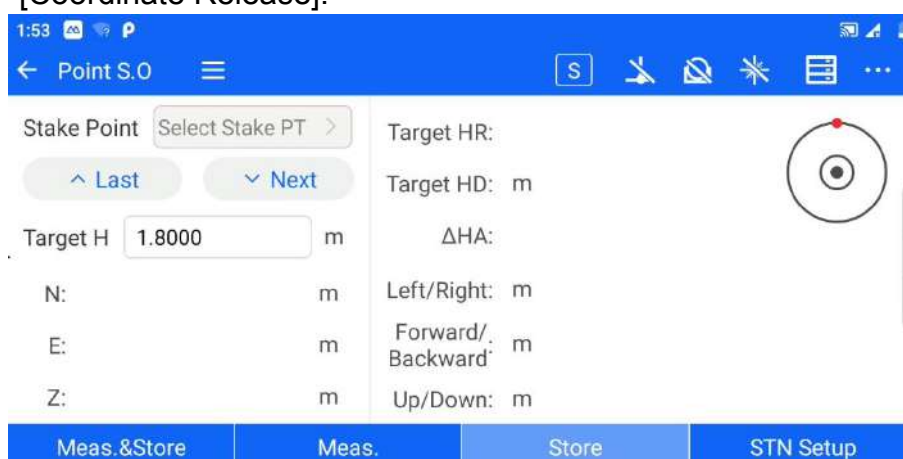 [Coordinate Release].
1:53
Point S.O
S
Stake Point Select Stake PT >
Last Next
Target H 1.8000 m
N: m
E: m
Z: m
Target HR:
Target HD: m
ΔHA:
Left/Right: m
Forward/
Backward: m
Up/Down: m
Meas.&Store Meas. Store STN Setup